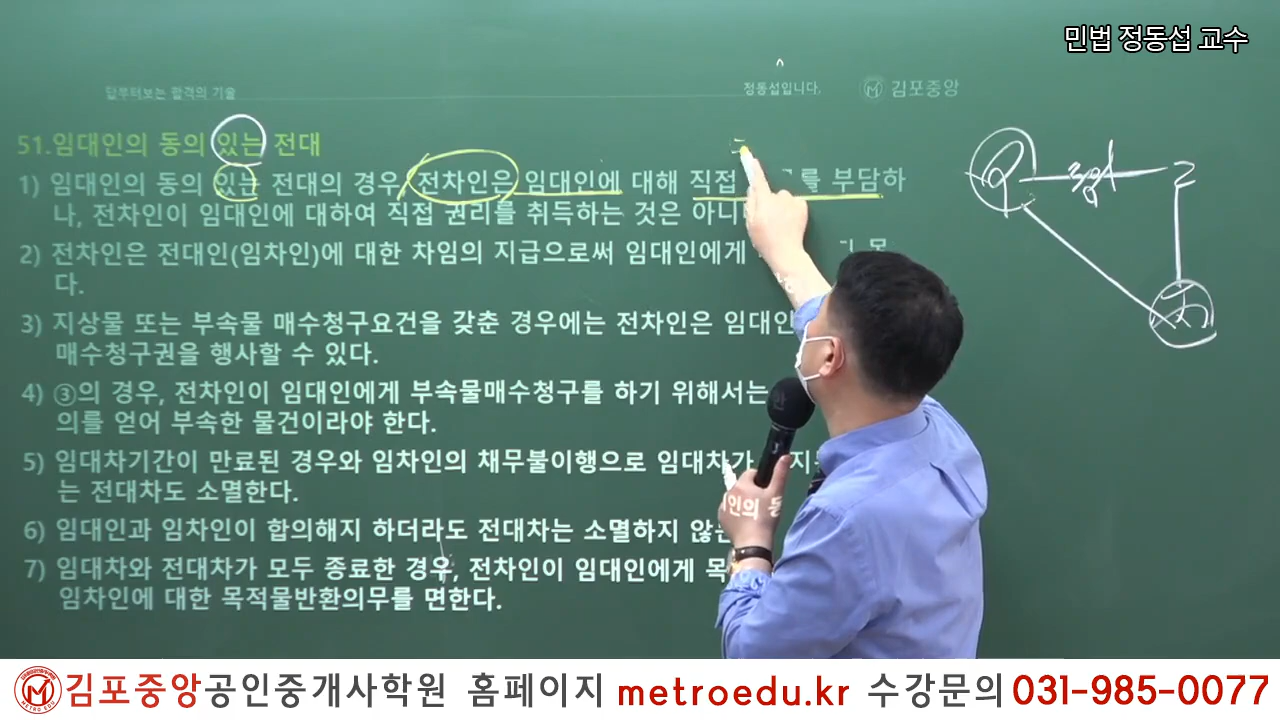 민법 정동섭 교수
정동섭입니다.
김포중앙
51.임대인의 동의 있는 전대
1) 임대인의 동의 있는 전대의 경우, 전차인은 임대인에 대해 직접 를 부담하
나, 전차인이 임대인에 대하여 직접 권리를 취득하는 것은 아니
2) 전차인은 전대인(임차인)에 대한 차임의 지급으로써 임대인에게
다.
3) 지상물 또는 부속물 매수청구요건을 갖춘 경우에는 전차인은 임대인
매수청구권을 행사할 수 있다.
4) ③의 경우, 전차인이 임대인에게 부속물매수청구를 하기 위해서는
의를 얻어 부속한 물건이라야 한다.
5) 임대차기간이 만료된 경우와 임차인의 채무불이행으로 임대차가
는 전대차도 소멸한다.
6) 임대인과 임차인이 합의해지 하더라도 전대차는 소멸하지 않는
7) 임대차와 전대차가 모두 종료한 경우, 전차인이 임대인에게 목
임차인에 대한 목적물반환의무를 면한다.
김포중앙공인중개사학원 홈페이지 metroedu.kr 수강문의 031-985-0077
METRO EDU